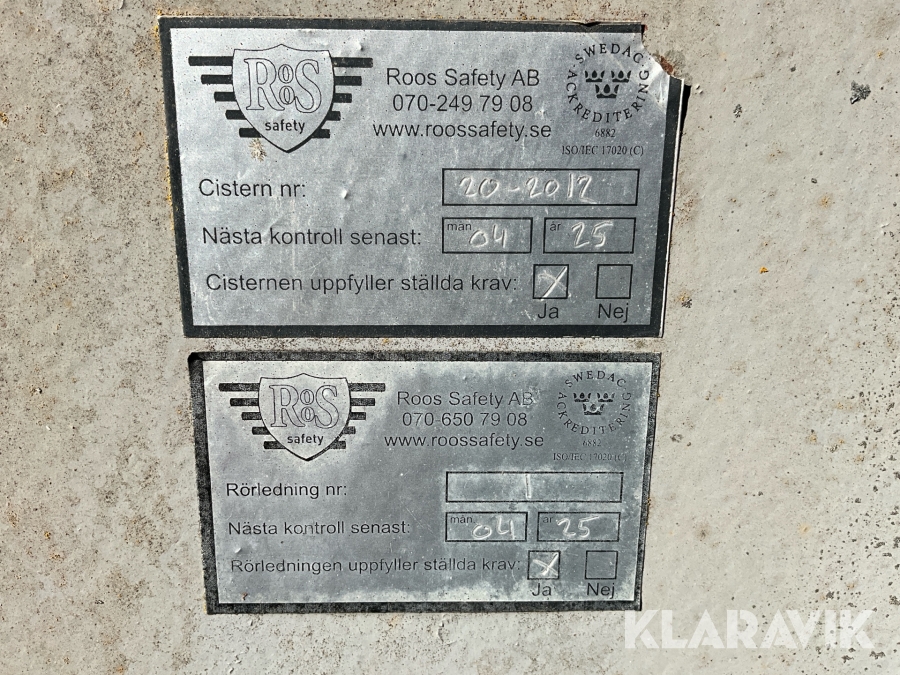 ROOS
safety
Roos Safety AB
070-249 79 08
www.roossafety.se
SWEDAC ACKREDITERING
6882
ISO/IEC 17020 (C)
Cistern nr: 20-2012
Nästa kontroll senast: mån 04 år 25
Cisternen uppfyller ställda krav: X
Ja Nej
ROOS
safety
Roos Safety AB
070-650 79 08
www.roossafety.se
SWEDAC ACKREDITERING
6882
ISO/IEC 17020 (C)
Rörledning nr: 1
Nästa kontroll senast: mån 04 år 25
Rörledningen uppfyller ställda krav: X
Ja Nej
KLARAVIK